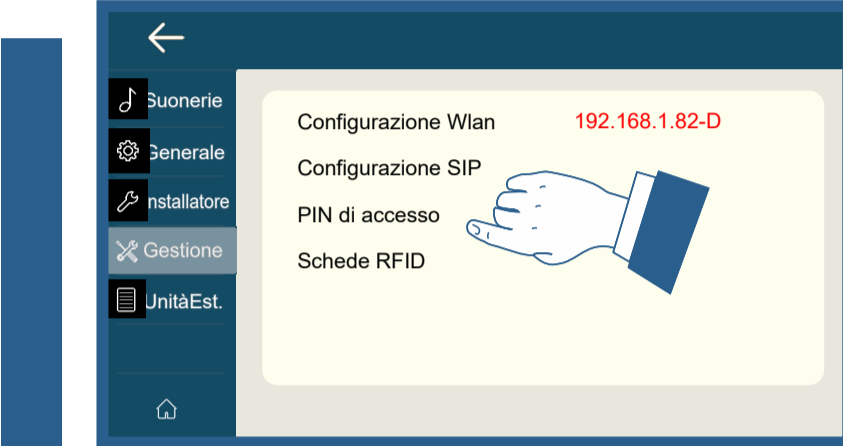 Suonerie
Generale
nstallatore
Gestione
UnitàEst.
Configurazione Wlan 192.168.1.82-D
Configurazione SIP
PIN di accesso
Schede RFID